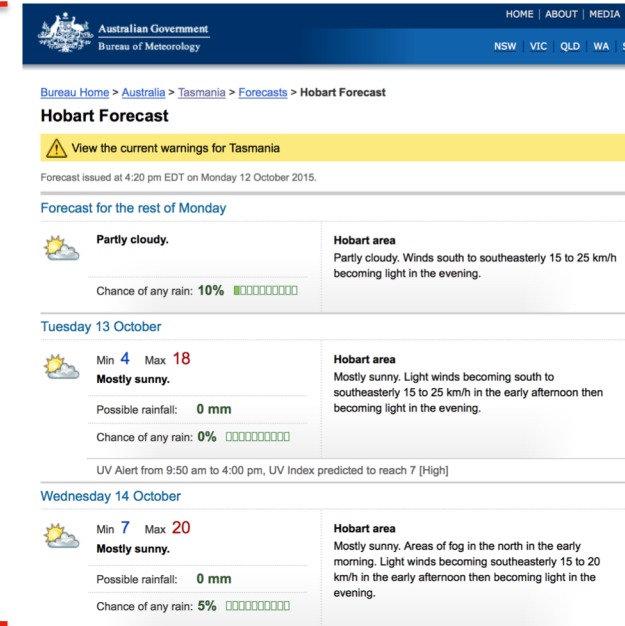 Australian Government
Bureau of Meteorology
HOME | ABOUT | MEDIA
NSW | VIC | QLD | WA |
Bureau Home > Australia > Tasmania > Forecasts > Hobart Forecast
Hobart Forecast
View the current warnings for Tasmania
Forecast issued at 4:20 pm EDT on Monday 12 October 2015.
Forecast for the rest of Monday
Partly cloudy.
Chance of any rain: 10%
Hobart area
Partly cloudy. Winds south to southeasterly 15 to 25 km/h
becoming light in the evening.
Tuesday 13 October
Min 4 Max 18
Mostly sunny.
Possible rainfall: 0 mm
Chance of any rain: 0%
Hobart area
Mostly sunny. Light winds becoming south to
southeasterly 15 to 25 km/h in the early afternoon then
becoming light in the evening.
UV Alert from 9:50 am to 4:00 pm, UV Index predicted to reach 7 [High]
Wednesday 14 October
Min 7 Max 20
Mostly sunny.
Possible rainfall: 0 mm
Chance of any rain: 5%
Hobart area
Mostly sunny. Areas of fog in the north in the early
morning. Light winds becoming southeasterly 15 to 20
km/h in the early afternoon then becoming light in the
evening.